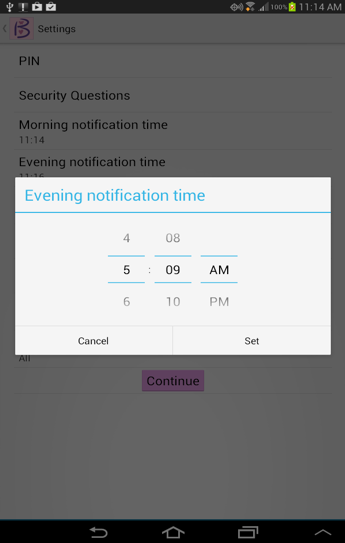 100% 11:14 AM
Settings
PIN
Security Questions
Morning notification time
11:14
Evening notification time
11:16
Evening notification time
4 08
5 : 09 AM
6 10 PM
Cancel Set
All
Continue